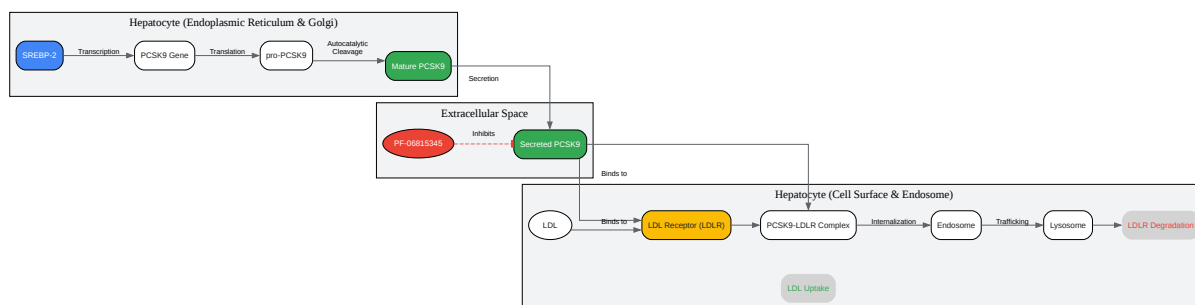 Hepatocyte (Endoplasmic Reticulum & Golgi)
SREBP-2
Transcription
PCSK9 Gene
Translation
pro-PCSK9
Autocatalytic
Cleavage
Mature PCSK9
Secretion
Extracellular Space
PF-06815345
Inhibits
Secreted PCSK9
Binds to
Hepatocyte (Cell Surface & Endosome)
LDL
Binds to
LDL Receptor (LDLR)
PCSK9-LDLR Complex
Internalization
Endosome
Trafficking
Lysosome
LDLR Degradation
LDL Uptake